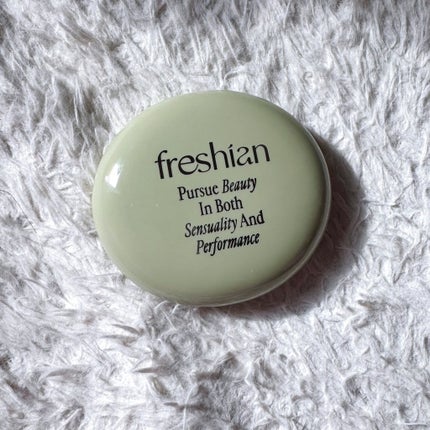 freshian
Pursue Beauty
In Both
Sensuality And
Performance